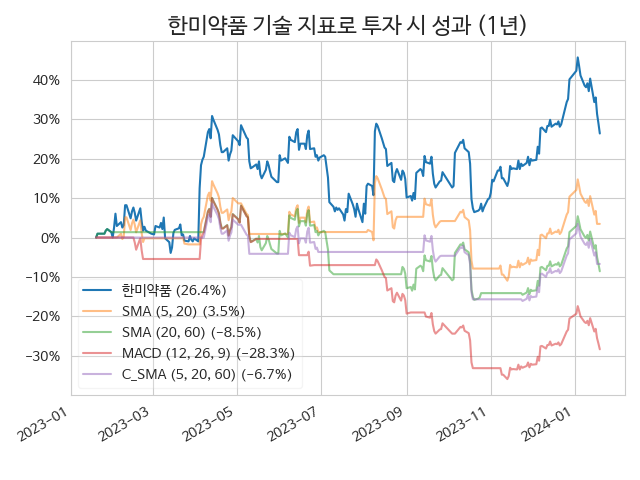 한미약품 기술 지표로 투자 시 성과 (1년)
40%
30%
20%
10%
0%
−10%
−20%
−30%
한미약품 (26.4%)
SMA (5, 20) (3.5%)
SMA (20, 60) (−8.5%)
MACD (12, 26, 9) (−28.3%)
C_SMA (5, 20, 60) (−6.7%)
2023-01
2023-03
2023-05
2023-07
2023-09
2023-11
2024-01